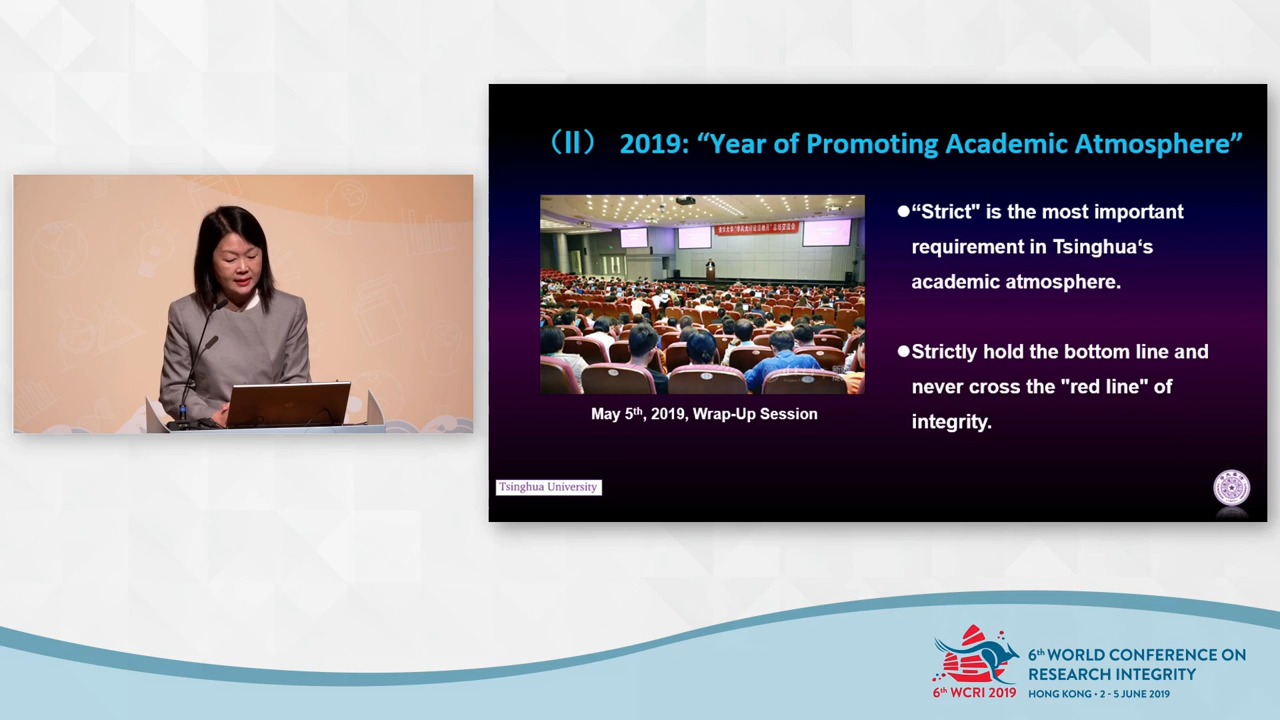 （II） 2019: “Year of Promoting Academic Atmosphere”
●“Strict" is the most important
requirement in Tsinghua‘s
academic atmosphere.
●Strictly hold the bottom line and
never cross the "red line" of
integrity.
May 5th, 2019, Wrap-Up Session
Tsinghua University
6th WCRI 2019
6th WORLD CONFERENCE ON
RESEARCH INTEGRITY
HONG KONG • 2 - 5 JUNE 2019